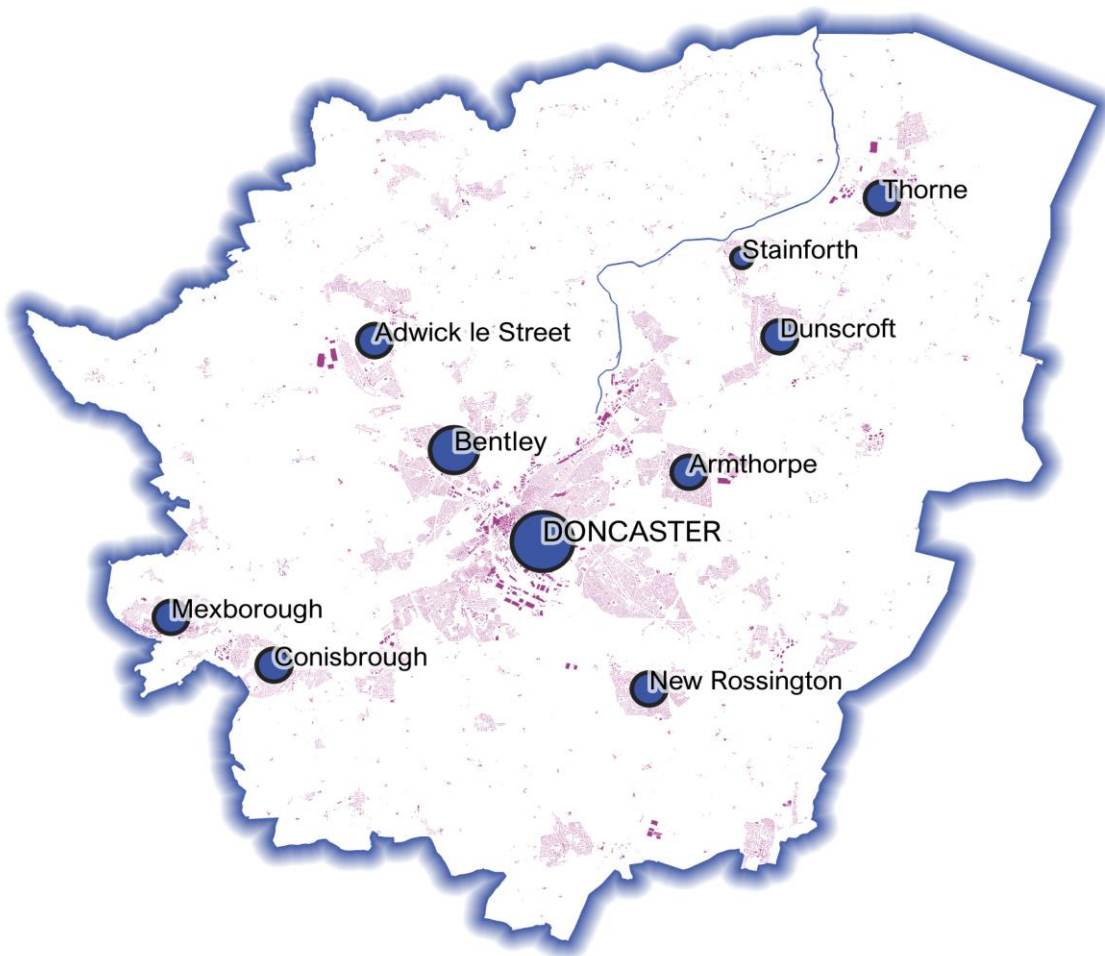 Thorne
Stainforth
Dunscroft
Adwick le Street
Bentley
Armthorpe
DONCASTER
Mexborough
Conisbrough
New Rossington